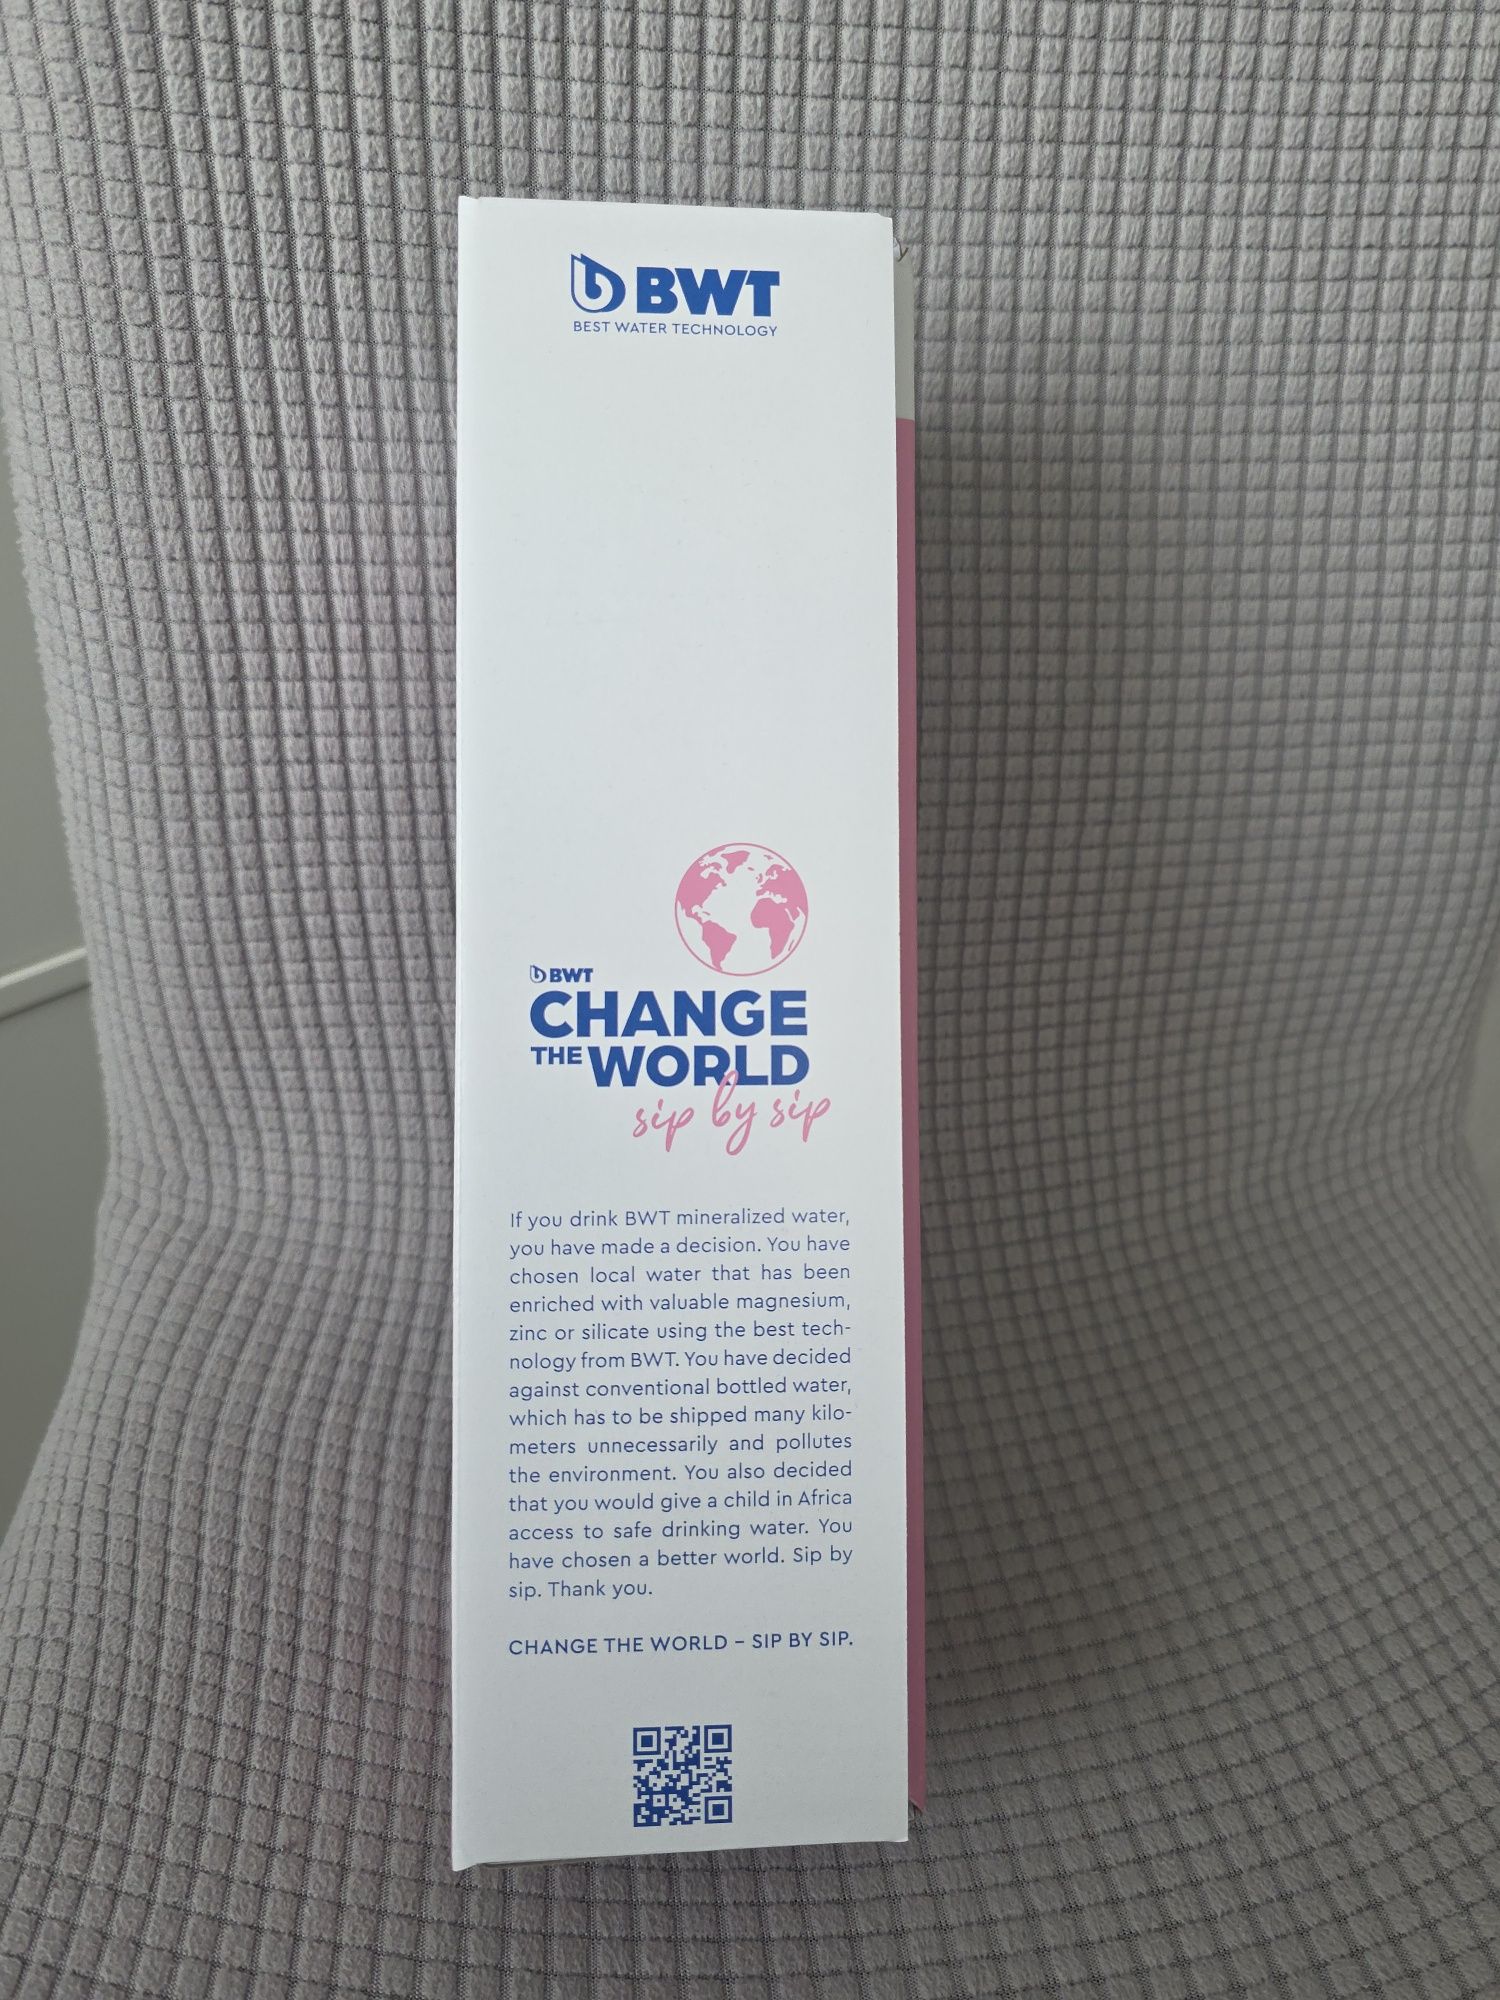 BWT
BEST WATER TECHNOLOGY
BWT
CHANGE
THE WORLD
sip by sip
If you drink BWT mineralized water,
you have made a decision. You have
chosen local water that has been
enriched with valuable magnesium,
zinc or silicate using the best tech-
nology from BWT. You have decided
against conventional bottled water,
which has to be shipped many kilo-
meters unnecessarily and pollutes
the environment. You also decided
that you would give a child in Africa
access to safe drinking water. You
have chosen a better world. Sip by
sip. Thank you.
CHANGE THE WORLD – SIP BY SIP.